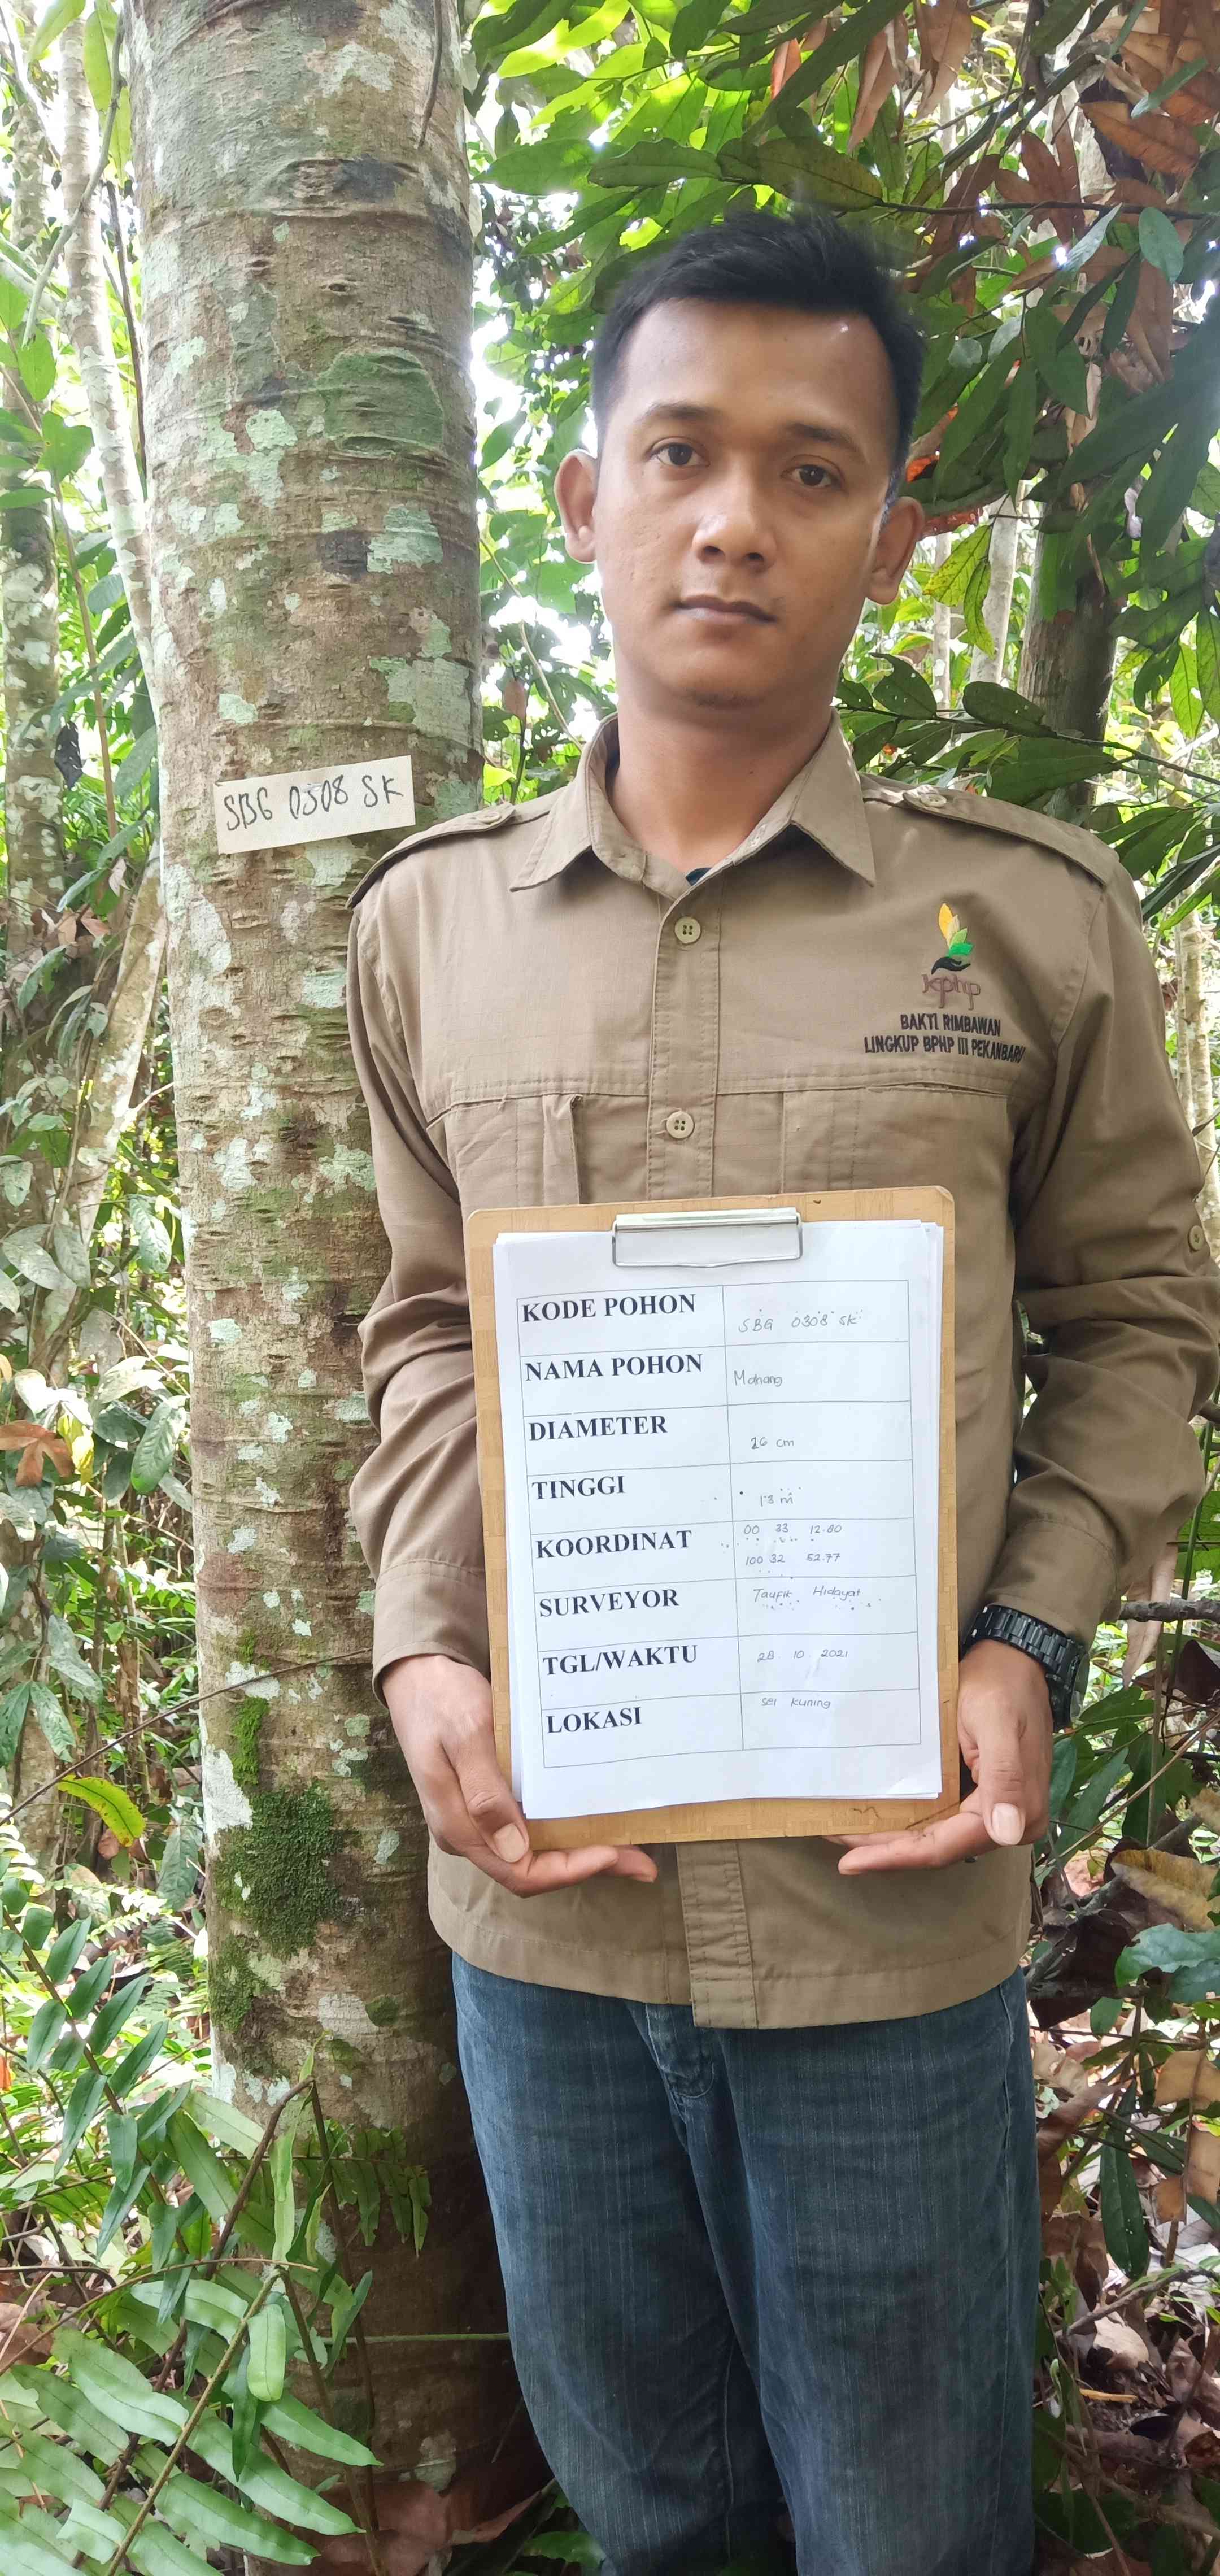 SBG 0308 SK
kphp
BAKTI RIMBAWAN
LINGKUP BPHP III PEKANBARU
KODE POHON SBG 0308 SK
NAMA POHON Mahang
DIAMETER 26 cm
TINGGI 13 m
KOORDINAT 00 33 12.80
100 32 52.77
SURVEYOR Taufik Hidayat
TGL/WAKTU 28 10 2021
LOKASI sei kuning